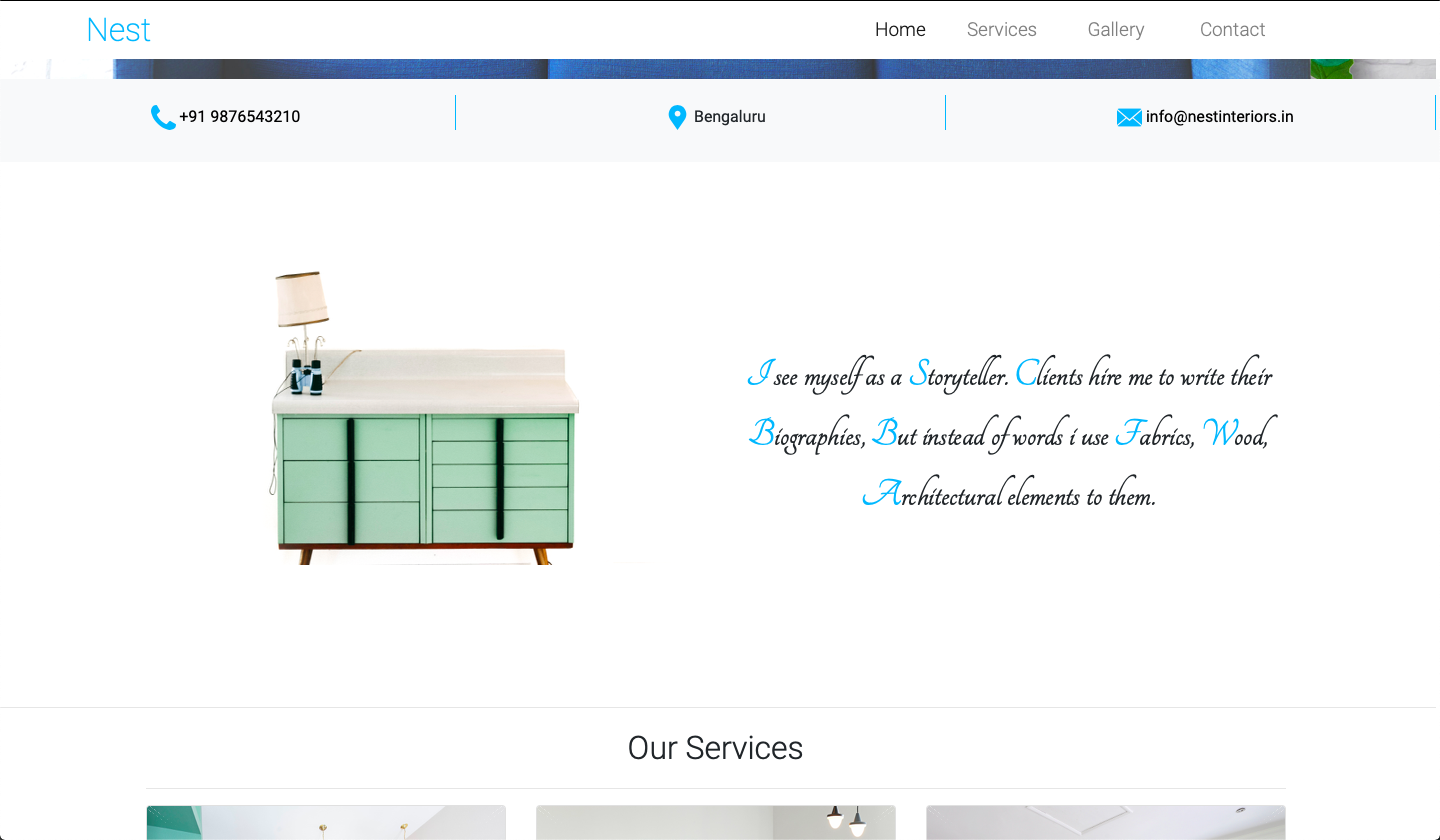 Nest
Home Services Gallery Contact
+91 9876543210
Bengaluru
info@nestinteriors.in
I see myself as a Storyteller. Clients hire me to write their
Biographies, But instead of words i use Fabrics, Wood,
Architectural elements to them.
Our Services